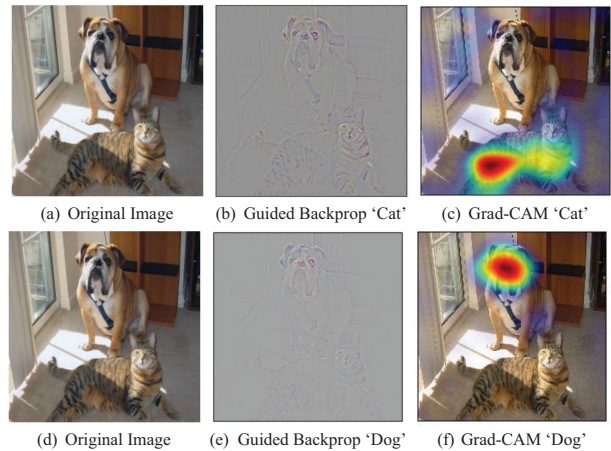 (a) Original Image
(b) Guided Backprop ‘Cat’
(c) Grad-CAM ‘Cat’
(d) Original Image
(e) Guided Backprop ‘Dog’
(f) Grad-CAM ‘Dog’